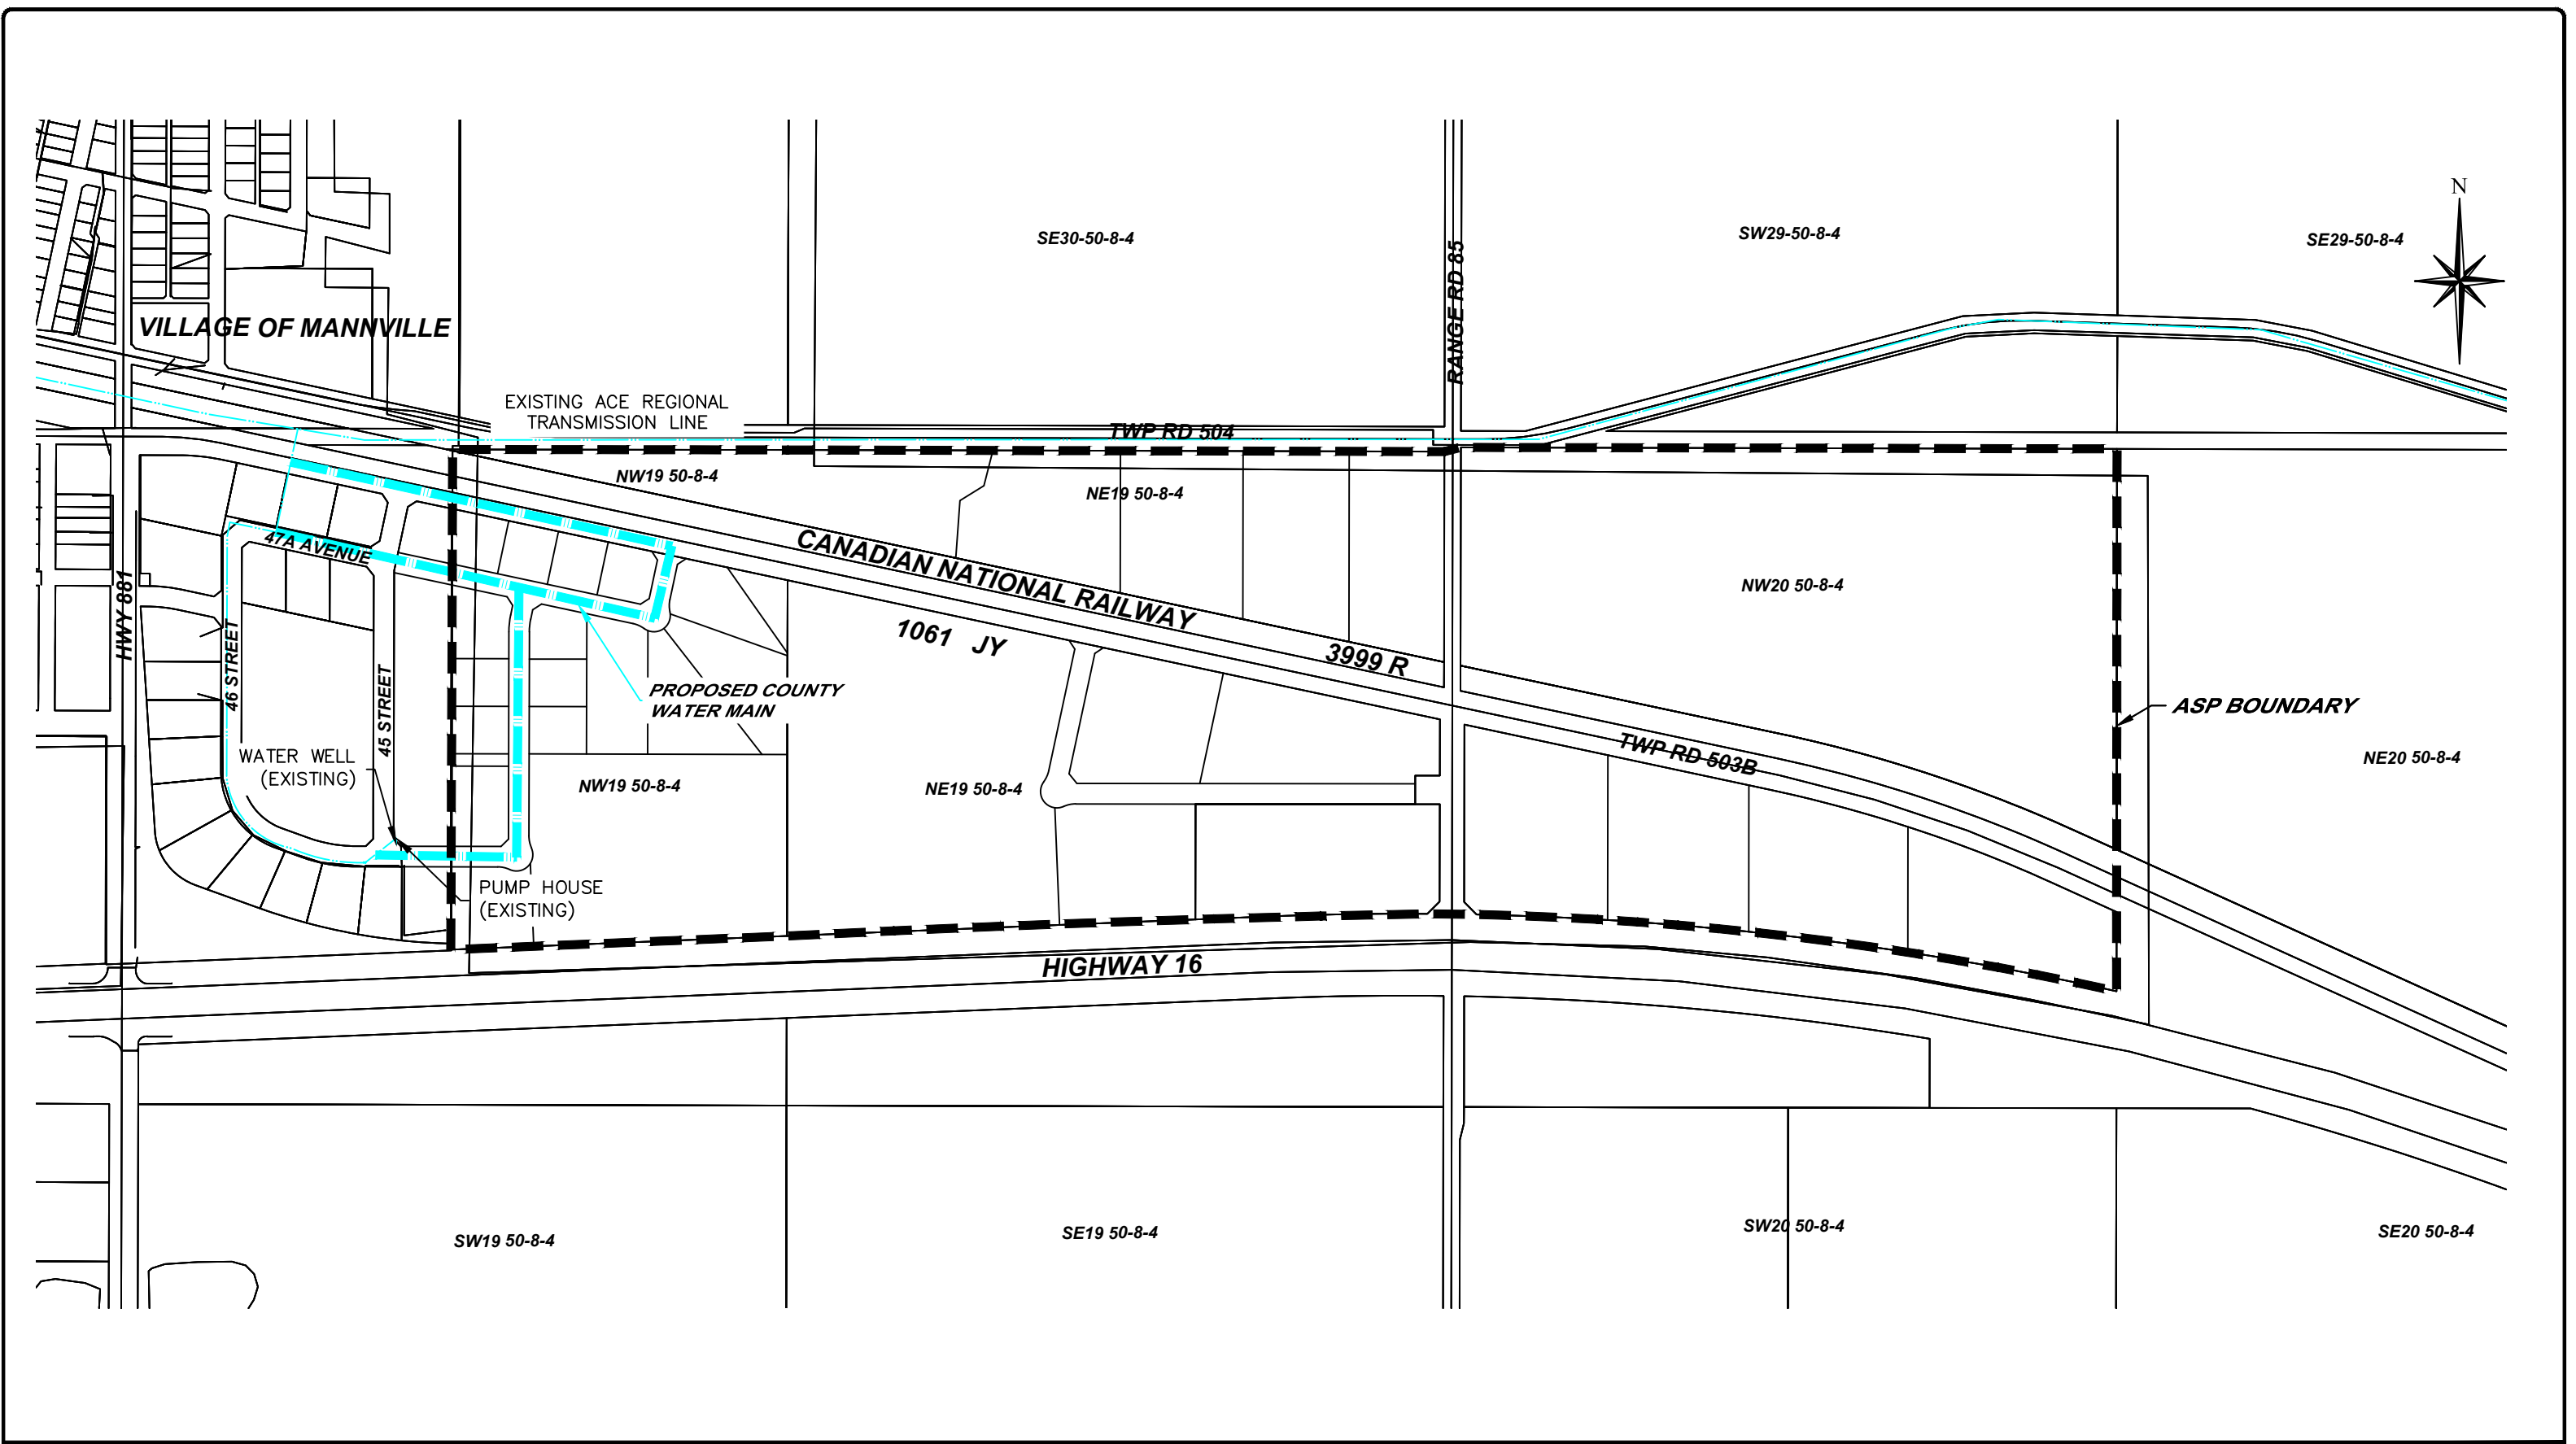 N
SE30-50-8-4
SW29-50-8-4
SE29-50-8-4
RANGE RD 85
VILLAGE OF MANNVILLE
EXISTING ACE REGIONAL
TRANSMISSION LINE
TWP RD 504
NW19 50-8-4
NE19 50-8-4
47A AVENUE
CANADIAN NATIONAL RAILWAY
NW20 50-8-4
HWY 881
46 STREET
45 STREET
1061 JY
3999 R
PROPOSED COUNTY
WATER MAIN
ASP BOUNDARY
TWP RD 503B
WATER WELL
(EXISTING)
NW19 50-8-4
NE19 50-8-4
NE20 50-8-4
PUMP HOUSE
(EXISTING)
HIGHWAY 16
SW19 50-8-4
SE19 50-8-4
SW20 50-8-4
SE20 50-8-4